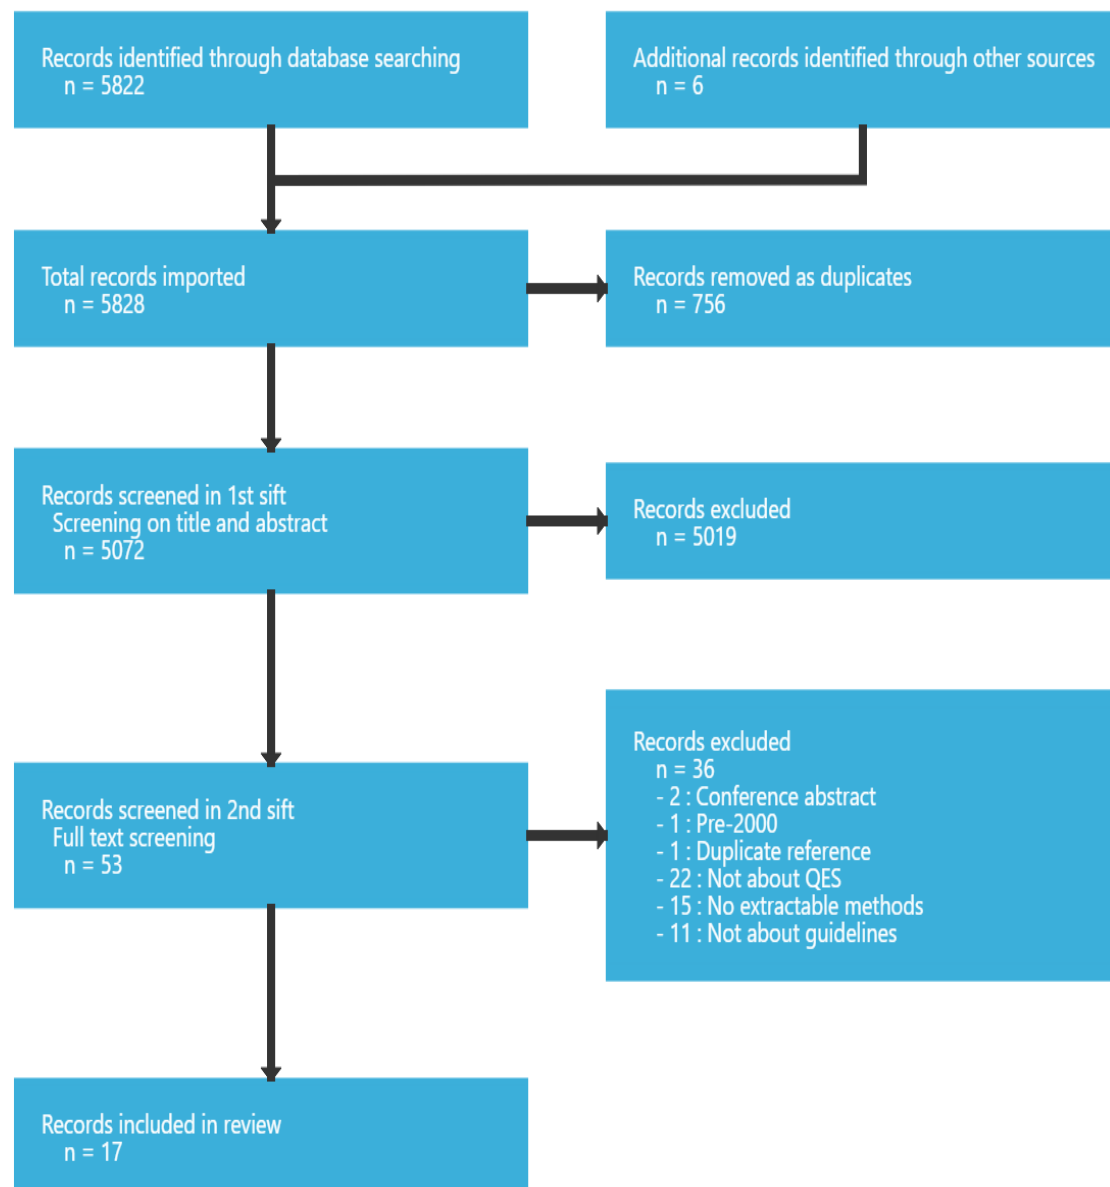 Records identified through database searching
n = 5822
Additional records identified through other sources
n = 6
Total records imported
n = 5828
Records removed as duplicates
n = 756
Records screened in 1st sift
Screening on title and abstract
n = 5072
Records excluded
n = 5019
Records screened in 2nd sift
Full text screening
n = 53
Records excluded
n = 36
- 2 : Conference abstract
- 1 : Pre-2000
- 1 : Duplicate reference
- 22 : Not about QES
- 15 : No extractable methods
- 11 : Not about guidelines
Records included in review
n = 17